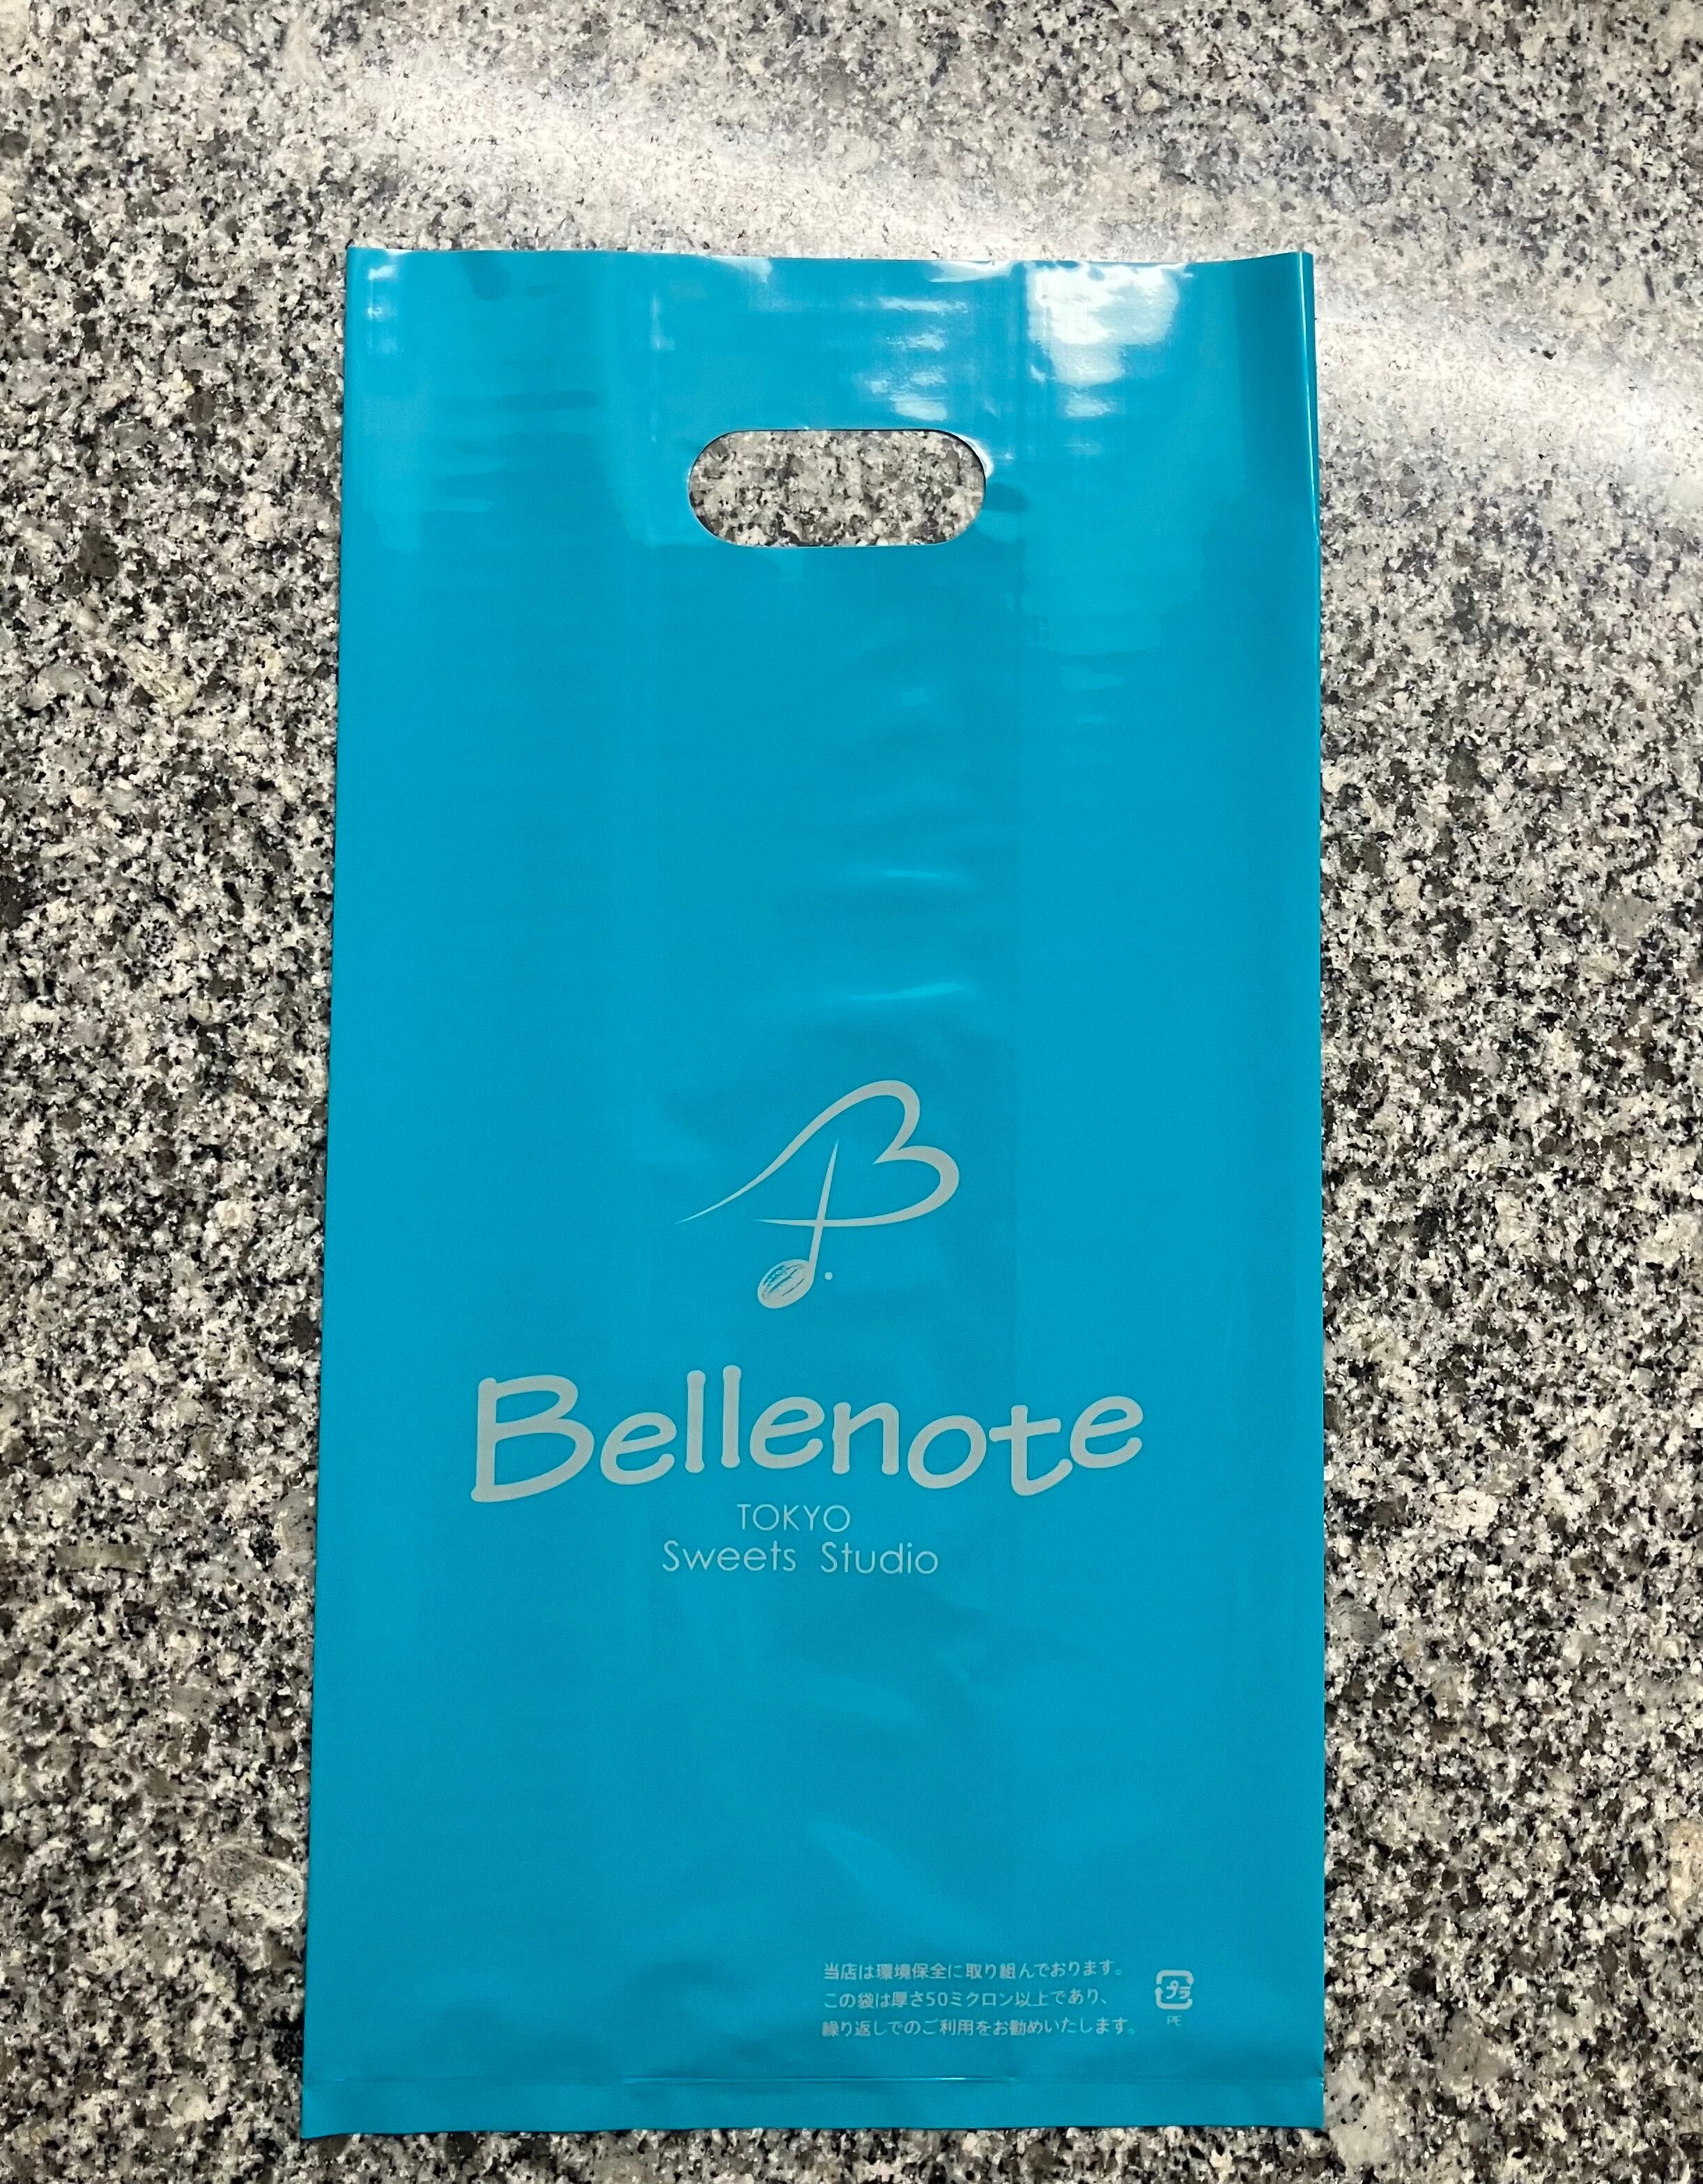 Bellenote
TOKYO
Sweets Studio
当店は環境保全に取り組んでおります。
この袋は厚さ50ミクロン以上であり、
繰り返しでのご利用をお勧めいたします。
プラ
PE